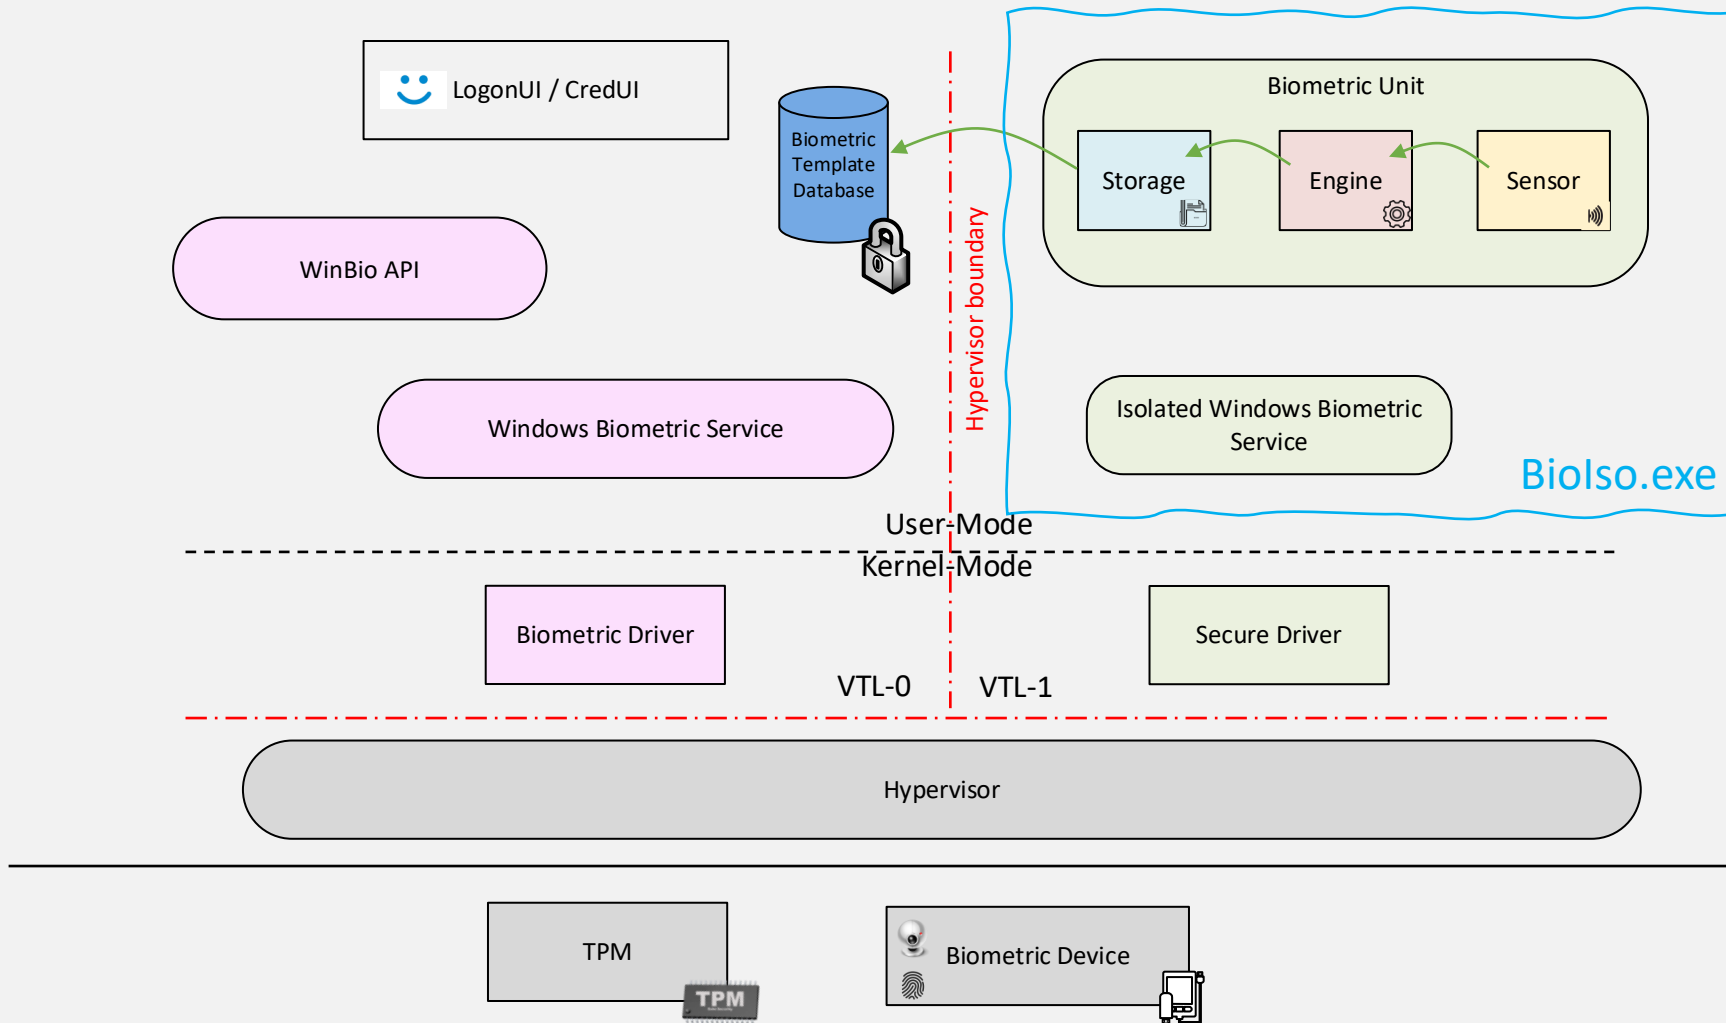 LogonUI / CredUI
Biometric
Template
Database
Biometric Unit
Storage
Engine
Sensor
WinBio API
Hypervisor boundary
Windows Biometric Service
Isolated Windows Biometric
Service
BioIso.exe
User-Mode
Kernel-Mode
Biometric Driver
Secure Driver
VTL-0
VTL-1
Hypervisor
TPM
TPM
Biometric Device